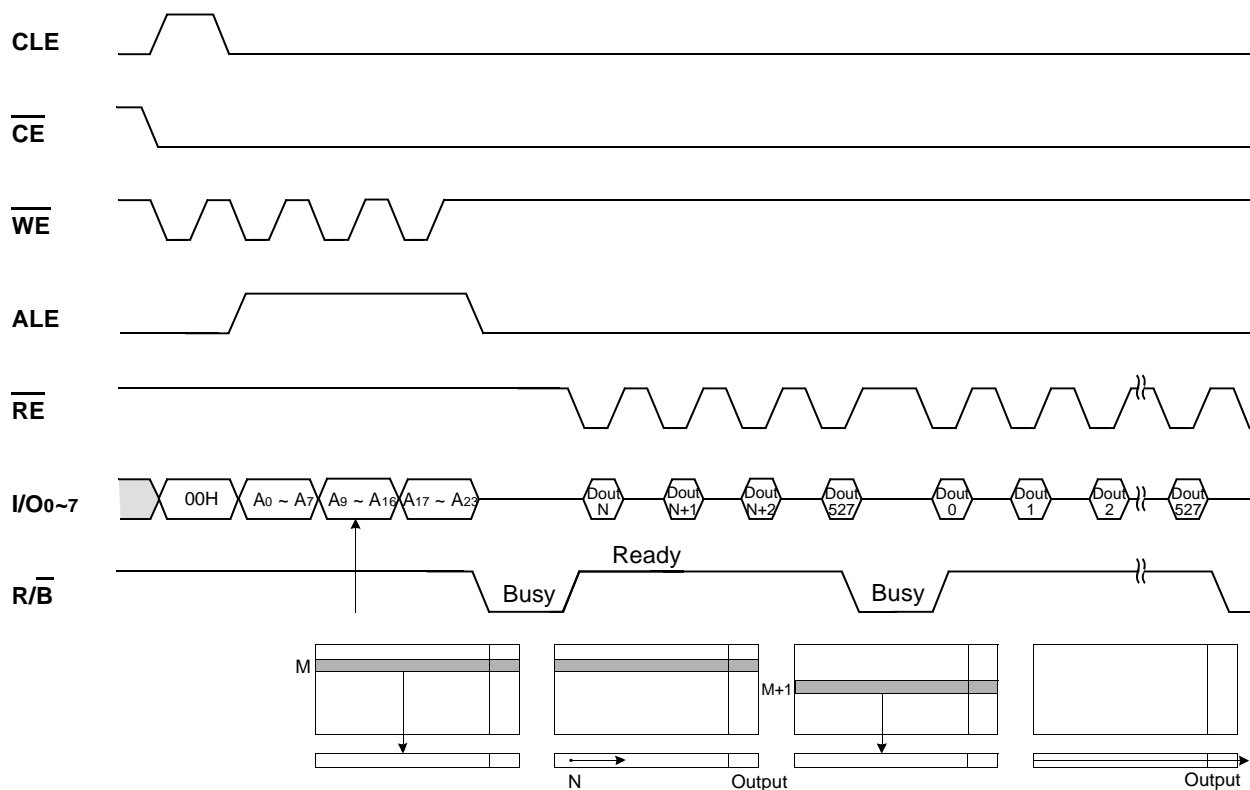 CLE
CE
WE
ALE
RE
I/O0~7
00H
A0 ~ A7
A9 ~ A16
A17 ~ A23
Dout
N
Dout
N+1
Dout
N+2
Dout
527
Dout
0
Dout
1
Dout
2
Dout
527
R/B
Busy
Ready
Busy
M
M+1
N
Output
Output